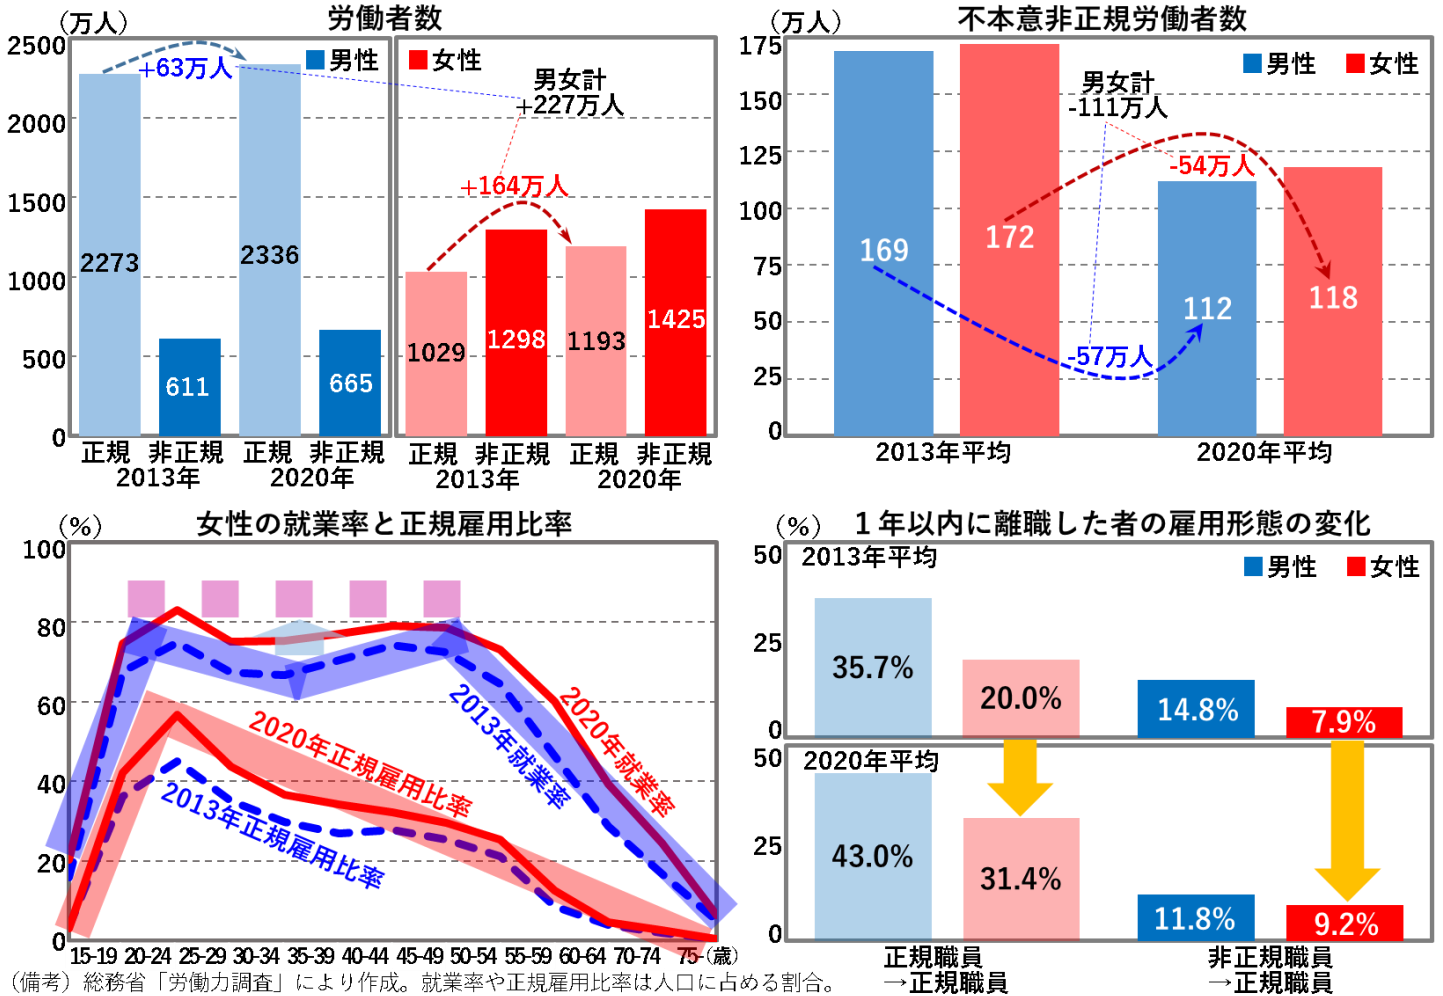 労働者数
(万人)
2500
2000
1500
1000
500
0
男性
女性
+63万人
男女計
+227万人
+164万人
2273
611
2336
665
1029
1298
1193
1425
正規
非正規
正規
非正規
正規
非正規
正規
非正規
2013年
2020年
2013年
2020年
不本意非正規労働者数
(万人)
175
150
125
100
75
50
25
0
男性
女性
男女計
-111万人
-54万人
-57万人
169
172
112
118
2013年平均
2020年平均
女性の就業率と正規雇用比率
(%)
100
80
60
40
20
0
2013年就業率
2020年就業率
2020年正規雇用比率
2013年正規雇用比率
15-19
20-24
25-29
30-34
35-39
40-44
45-49
50-54
55-59
60-64
70-74
75-(歳)
(備考)総務省「労働力調査」により作成。就業率や正規雇用比率は人口に占める割合。
1年以内に離職した者の雇用形態の変化
(%)
50
25
0
2013年平均
男性
女性
35.7%
20.0%
14.8%
7.9%
50
25
0
2020年平均
43.0%
31.4%
11.8%
9.2%
正規職員
→正規職員
非正規職員
→正規職員